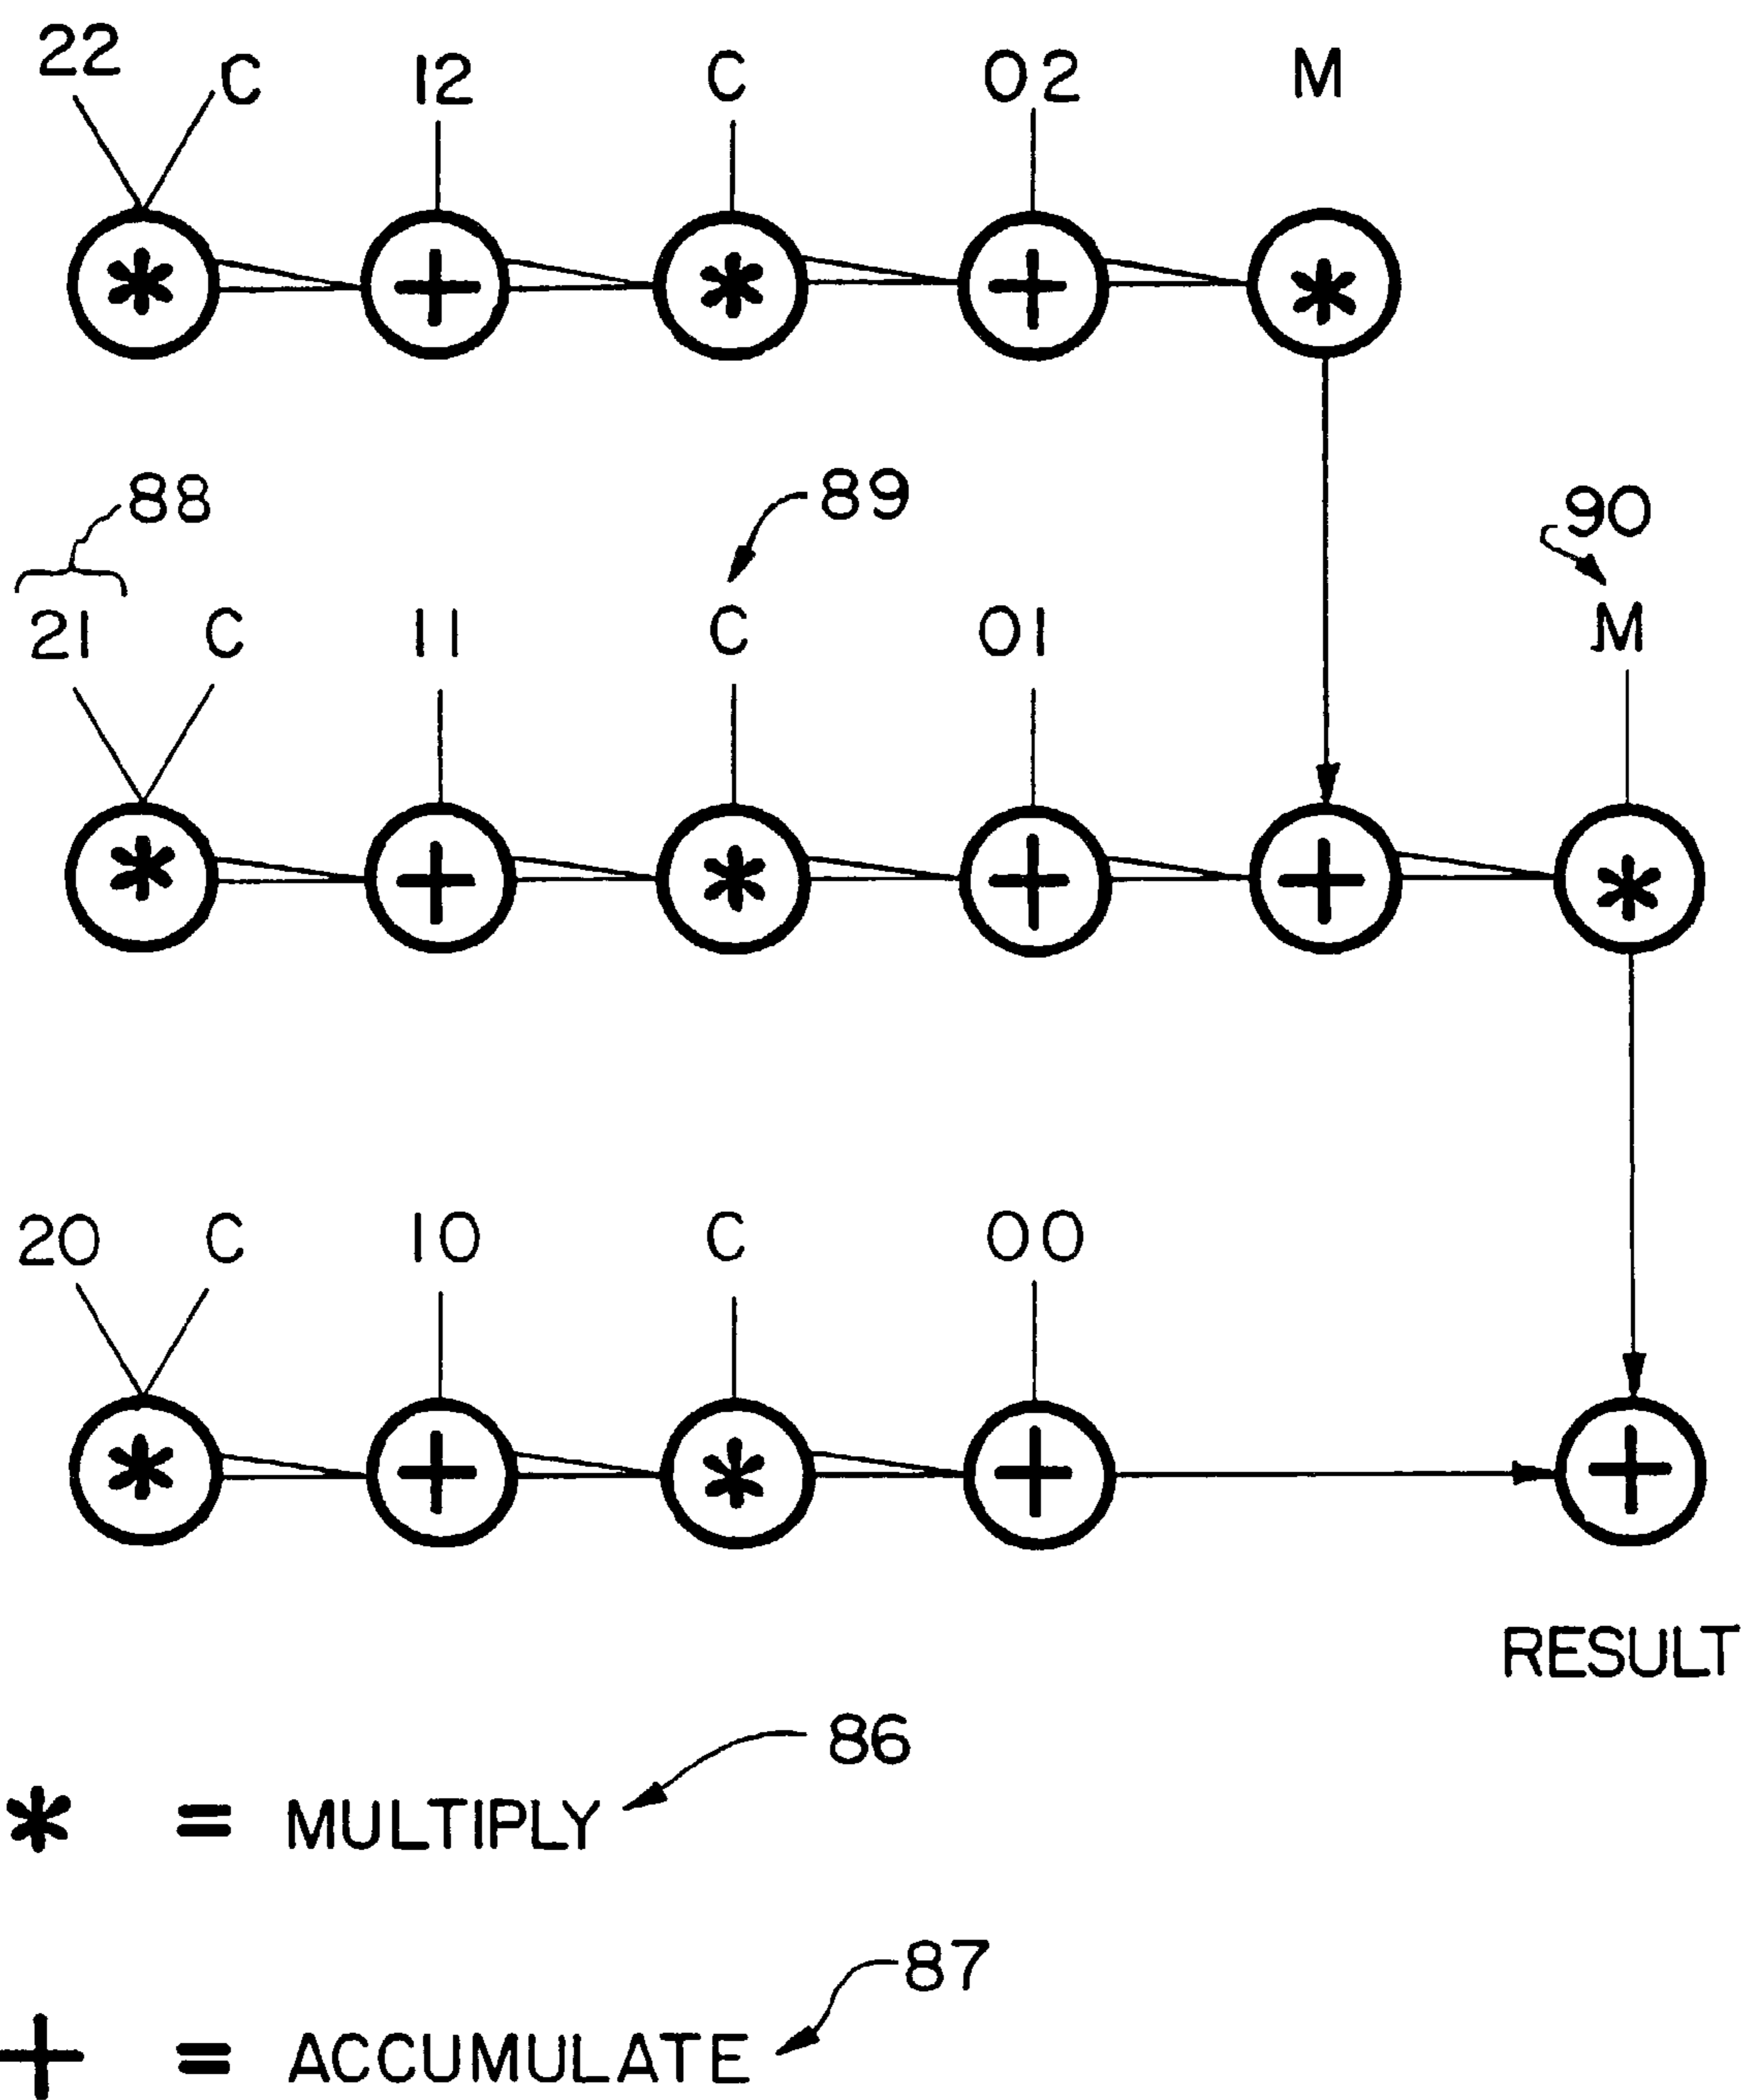 22 C 12 C 02 M
* + * + *
88 89 90
21 C 11 C 01 M
* + * + + *
20 C 10 C 00
* + * + +
RESULT
86
* = MULTIPLY
87
+ = ACCUMULATE